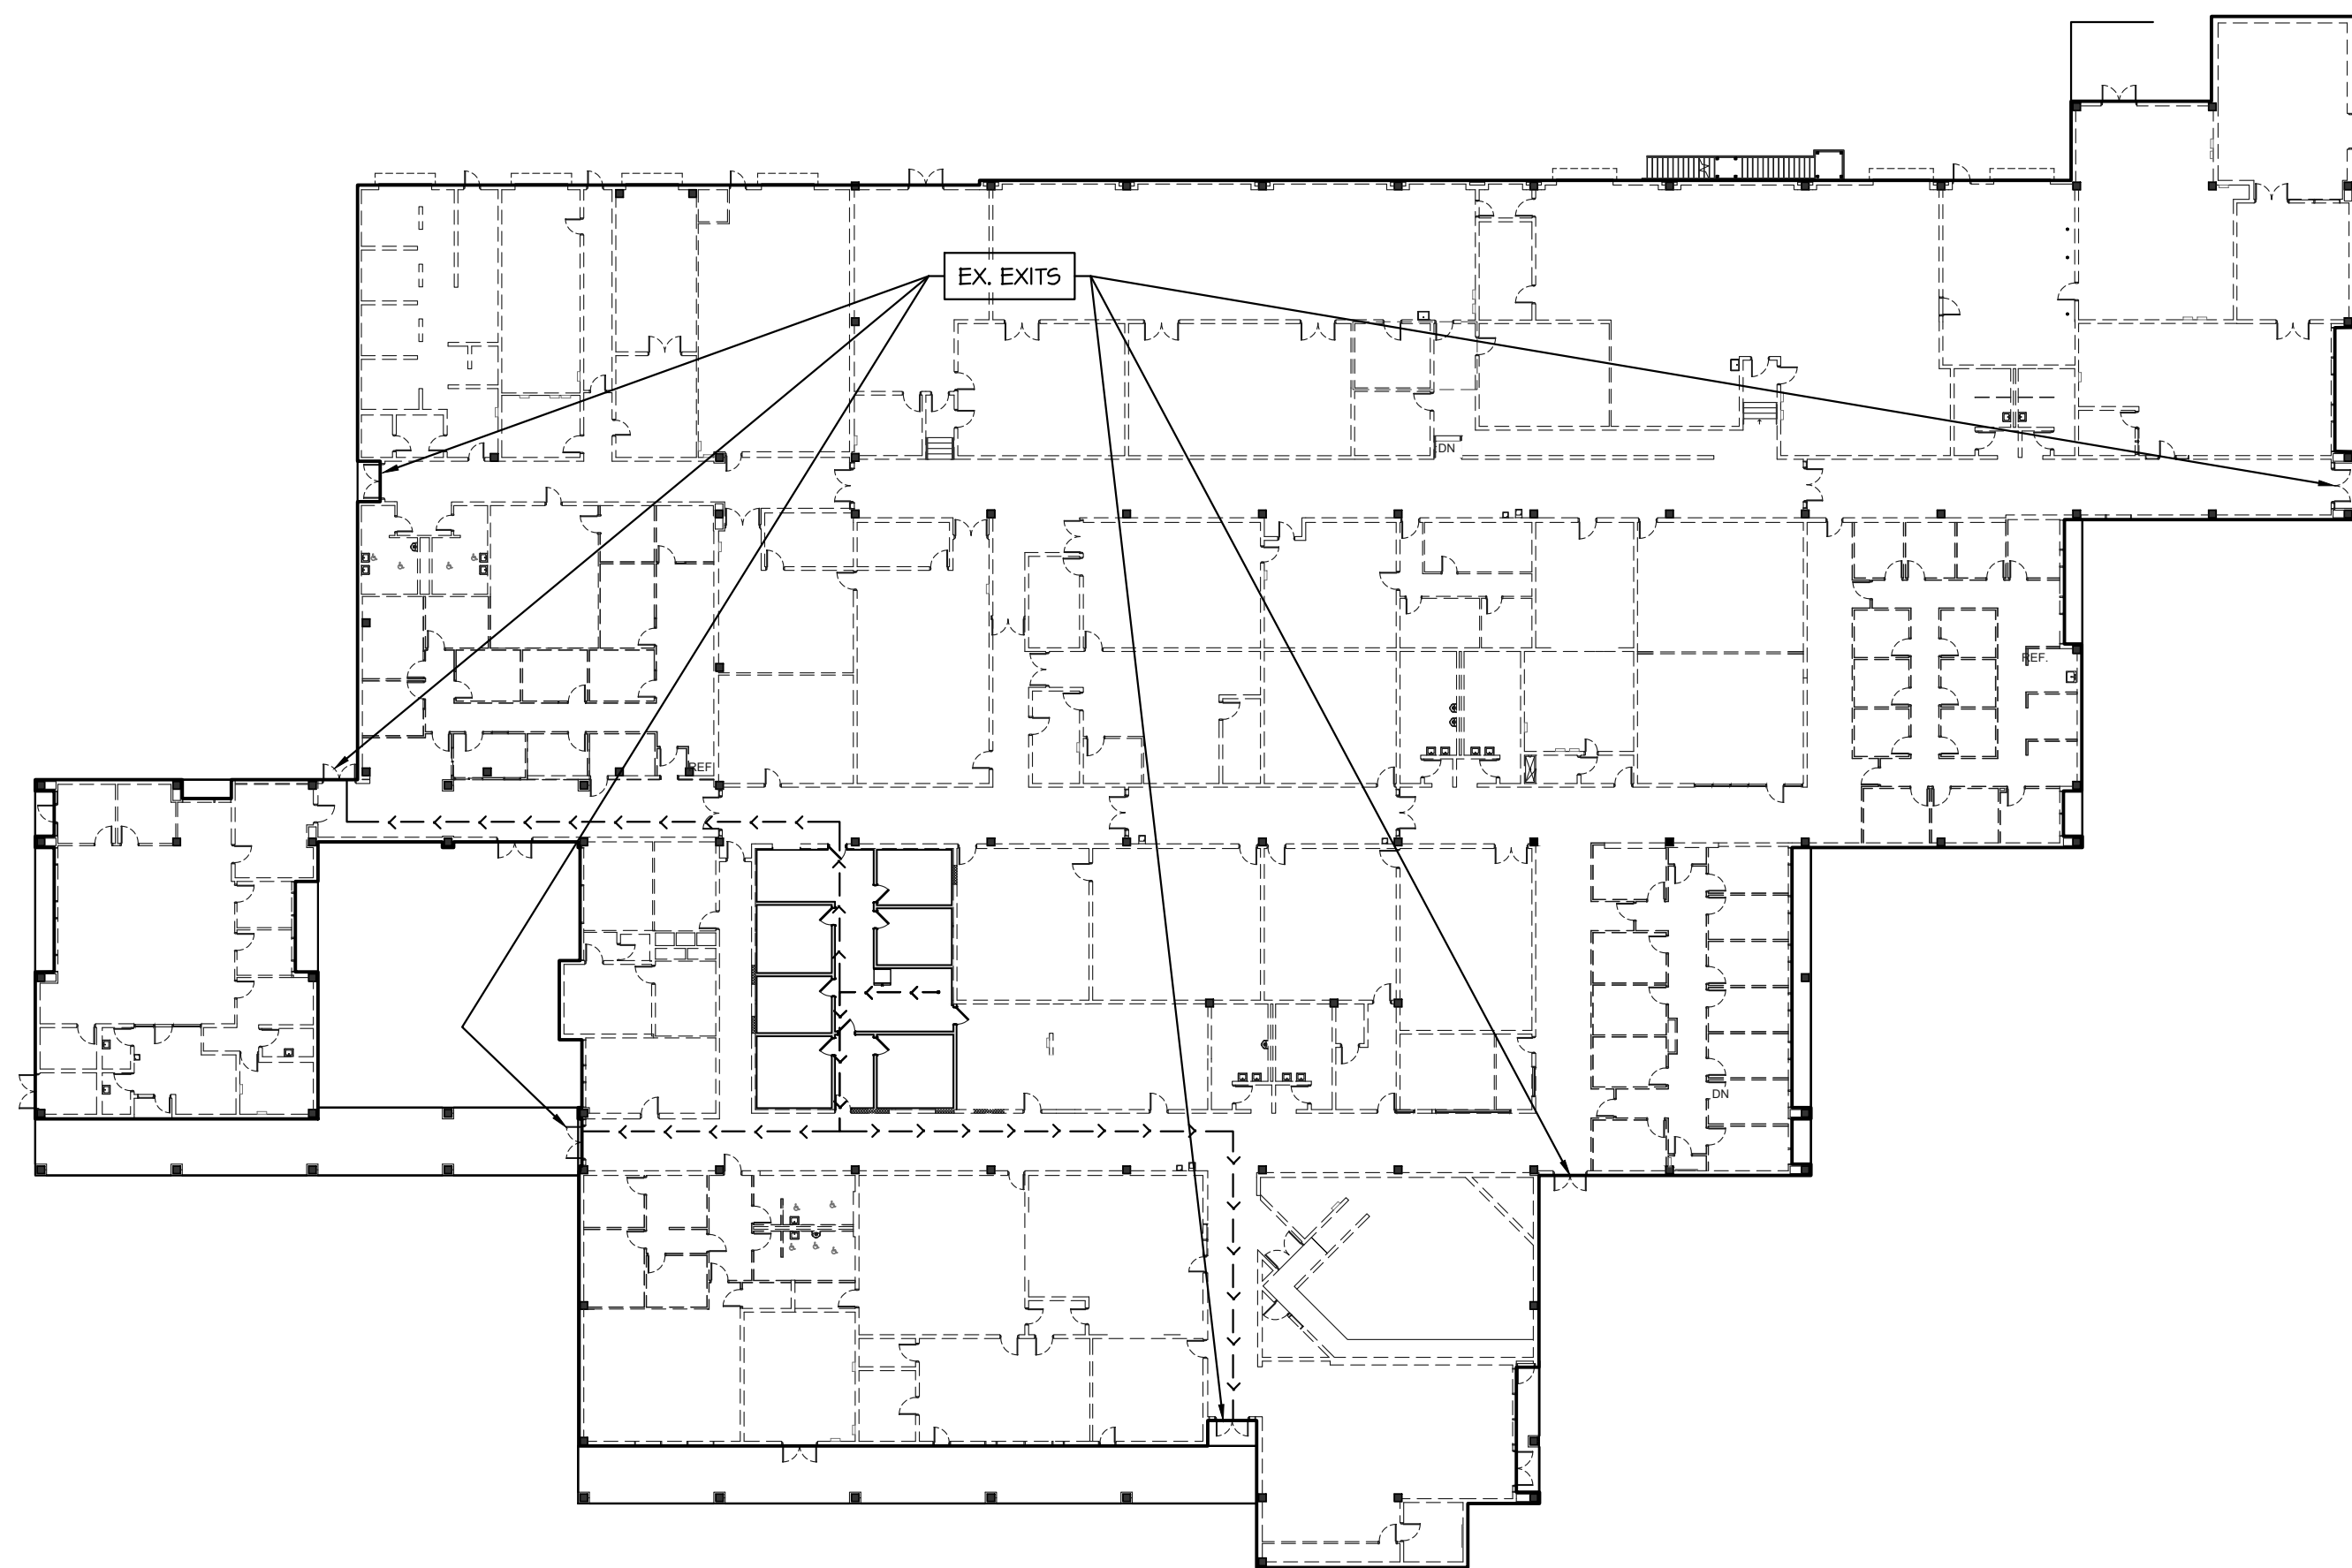 EX. EXITS
DN
REF.
REF
DN